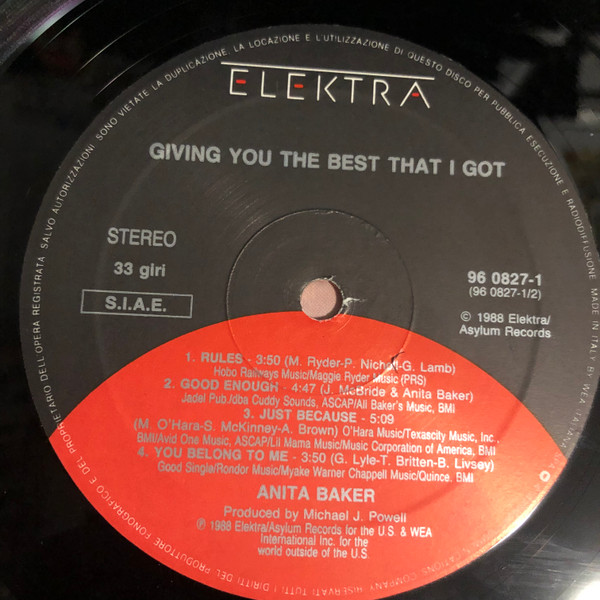 ELEKTRA
GIVING YOU THE BEST THAT I GOT
STEREO
33 giri
S.I.A.E.
96 0827-1
(96 0827-1/2)
© 1988 Elektra/
Asylum Records
1. RULES - 3:50 (M. Ryder-P. Nicholl-G. Lamb)
Hobo Railways Music/Maggie Ryder Music (PRS)
2. GOOD ENOUGH - 4:47 (J. McBride & Anita Baker)
Jadel Pub./dba Cuddy Sounds, ASCAP/All Baker's Music, BMI
3. JUST BECAUSE - 5:09
(M. O'Hara-S. McKinney-A. Brown) O'Hara Music/Texascity Music, Inc.,
BMI/Avid One Music, ASCAP/Lil Mama Music/Music Corporation of America, BMI
4. YOU BELONG TO ME - 3:50 (G. Lyle-T. Britten-B. Livsey)
Good Single/Rondor Music/Myake Warner Chappell Music/Quince. BMI
ANITA BAKER
Produced by Michael J. Powell
℗ 1988 Elektra/Asylum Records for the U.S. & WEA
International Inc. for the
world outside of the U.S.
DEL PRODUTTORE FONOGRAFICO E DEL PROPRIETARIO DELL'OPERA REGISTRATA. SALVO AUTORIZZAZIONI, SONO VIETATE LA DUPLICAZIONE, LA LOCAZIONE E L'UTILIZZAZIONE DI QUESTO DISCO PER PUBBLICA ESECUZIONE E RADIODIFFUSIONE. MADE IN ITALY BY WEA ITALIANA
COMPANY. RISERVATI TUTTI I DIRITTI